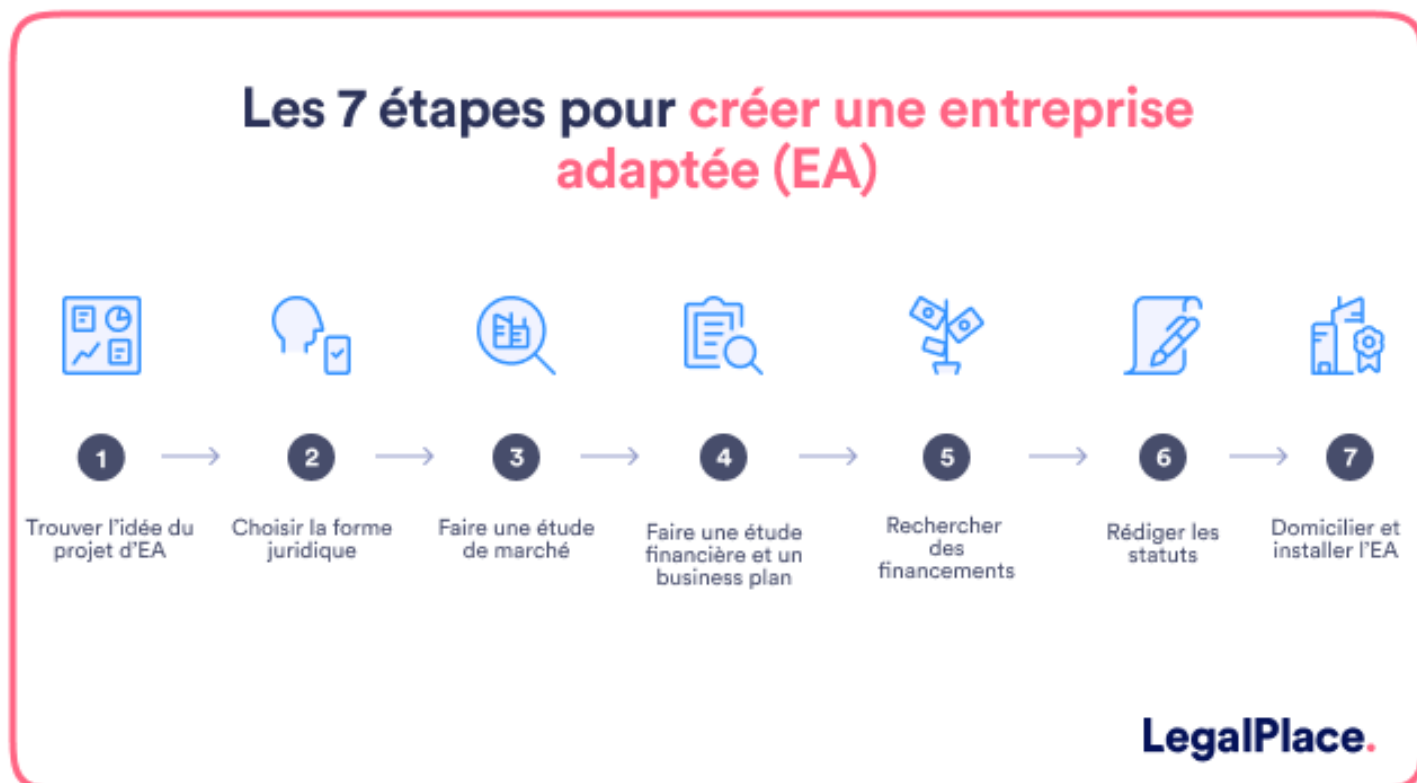 Les 7 étapes pour créer une entreprise
adaptée (EA)
1
Trouver l'idée du
projet d'EA
2
Choisir la forme
juridique
3
Faire une étude
de marché
4
Faire une étude
financière et un
business plan
5
Rechercher
des
financements
6
Rédiger les
statuts
7
Domicilier et
installer l'EA
LegalPlace.